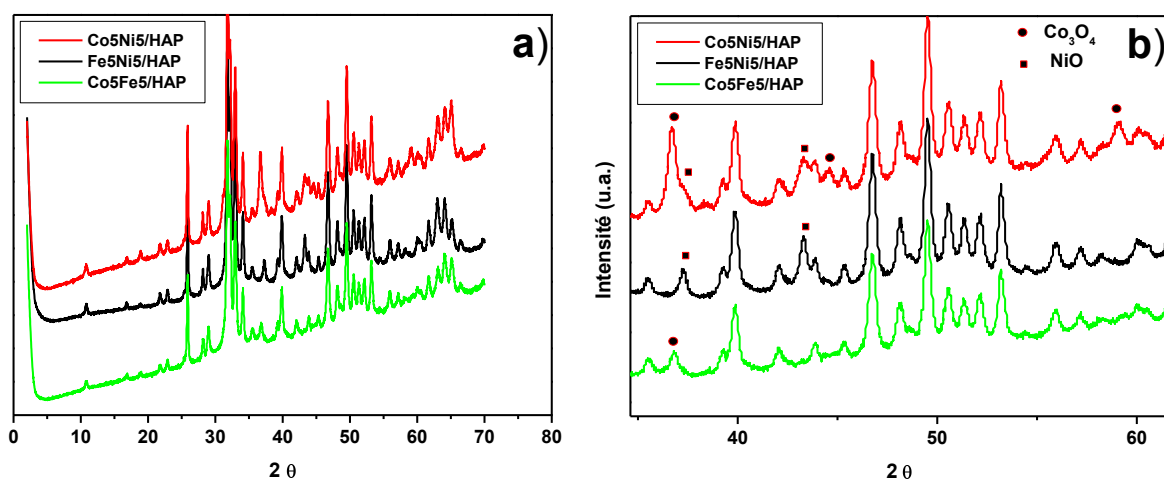 Co5Ni5/HAP
Fe5Ni5/HAP
Co5Fe5/HAP
a)
0 10 20 30 40 50 60 70 80
2 θ
Co5Ni5/HAP
Fe5Ni5/HAP
Co5Fe5/HAP
Co3O4
NiO
b)
Intensité (u.a.)
40 50 60
2 θ